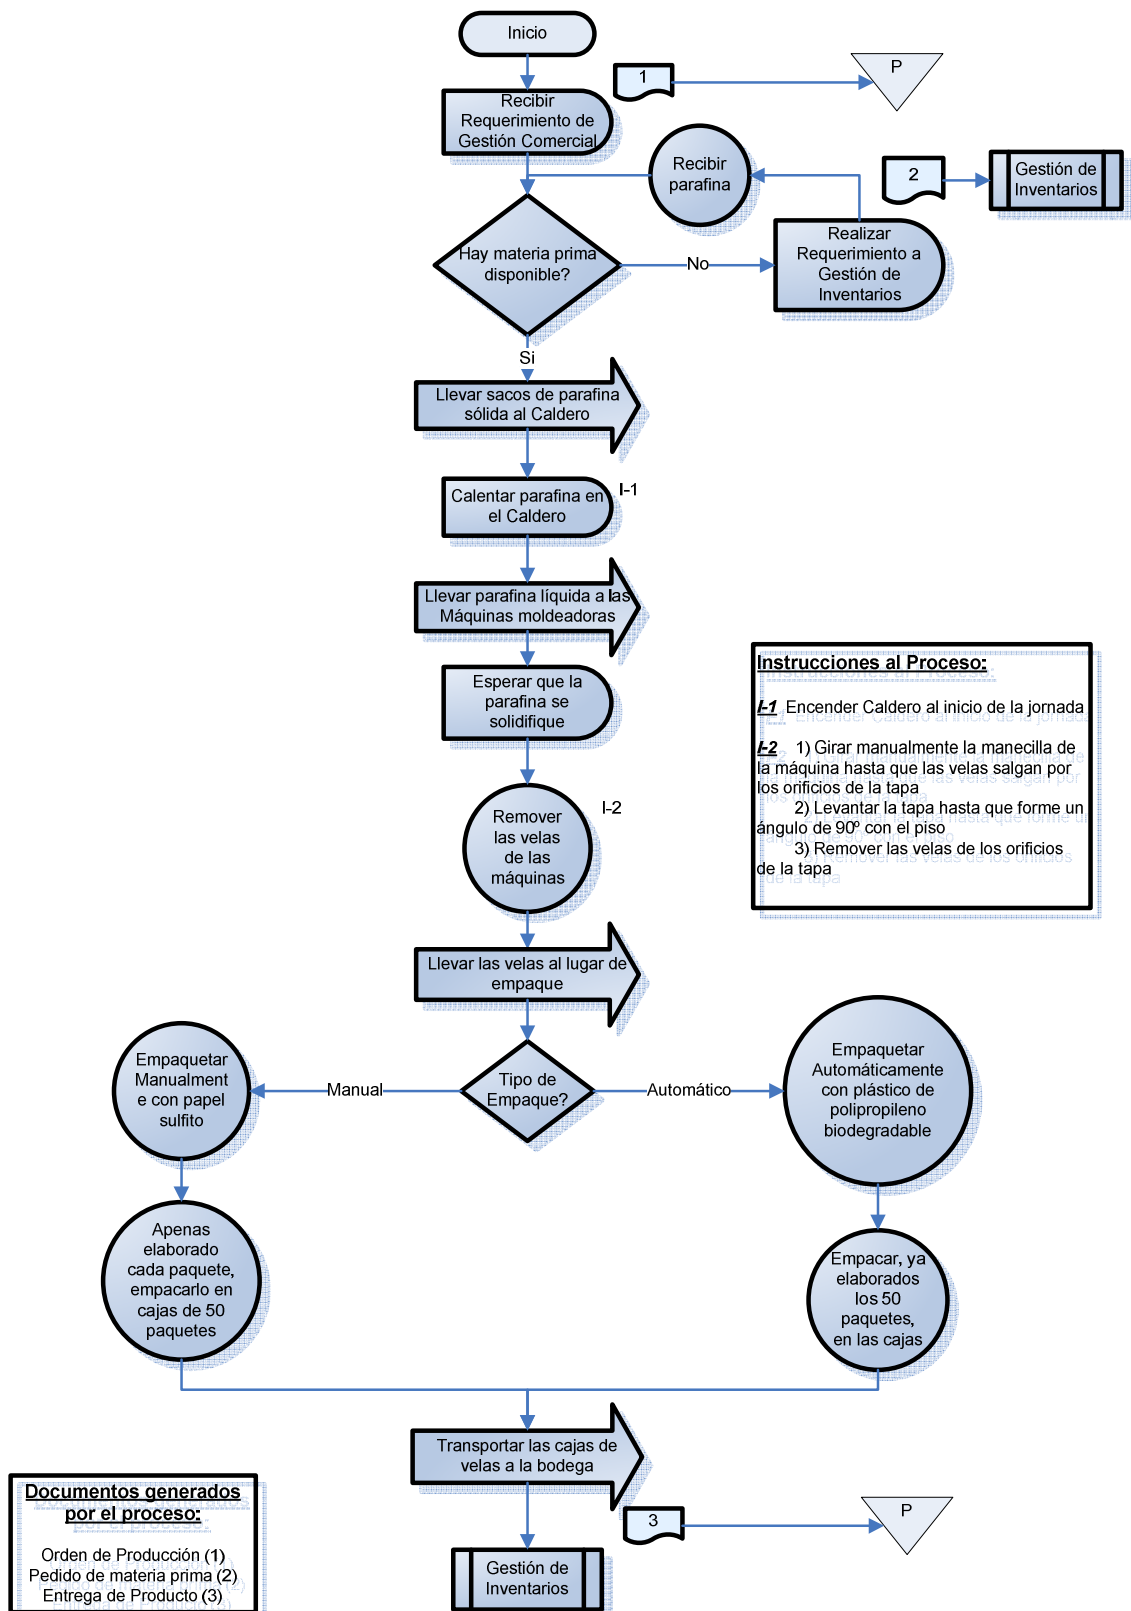 Inicio
1
P
Recibir
Requerimiento de
Gestión Comercial
Recibir
parafina
2
Gestión de
Inventarios
Hay materia prima
disponible?
No
Realizar
Requerimiento a
Gestión de
Inventarios
Si
Llevar sacos de parafina
sólida al Caldero
Calentar parafina en
el Caldero
I-1
Llevar parafina líquida a las
Máquinas moldeadoras
Esperar que la
parafina se
solidifique
Instrucciones al Proceso:
I-1 Encender Caldero al inicio de la jornada
I-2 1) Girar manualmente la manecilla de
la máquina hasta que las velas salgan por
los orificios de la tapa
2) Levantar la tapa hasta que forme un
ángulo de 90º con el piso
3) Remover las velas de los orificios
de la tapa
Remover
las velas
de las
máquinas
I-2
Llevar las velas al lugar de
empaque
Tipo de
Empaque?
Manual
Automático
Empaquetar
Manualment
e con papel
sulfito
Empaquetar
Automáticamente
con plástico de
polipropileno
biodegradable
Apenas
elaborado
cada paquete,
empacarlo en
cajas de 50
paquetes
Empacar, ya
elaborados
los 50
paquetes,
en las cajas
Transportar las cajas de
velas a la bodega
3
P
Gestión de
Inventarios
Documentos generados
por el proceso:
Orden de Producción (1)
Pedido de materia prima (2)
Entrega de Producto (3)